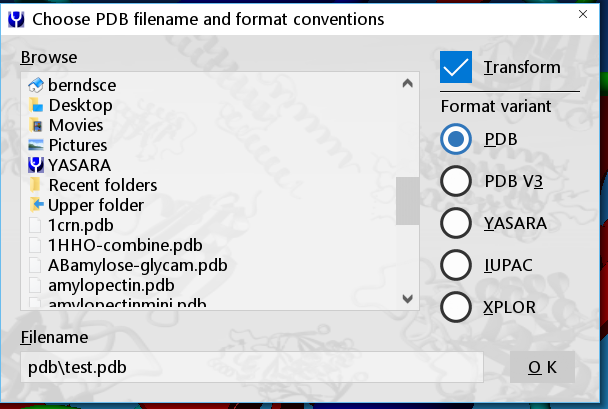 Choose PDB filename and format conventions
Browse
berndsce
Desktop
Movies
Pictures
YASARA
Recent folders
Upper folder
1crn.pdb
1HHO-combine.pdb
ABamylose-glycam.pdb
amylopectin.pdb
amylopectinmini.pdb
Transform
Format variant
PDB
PDB V3
YASARA
IUPAC
XPLOR
Filename
pdb\test.pdb
O K